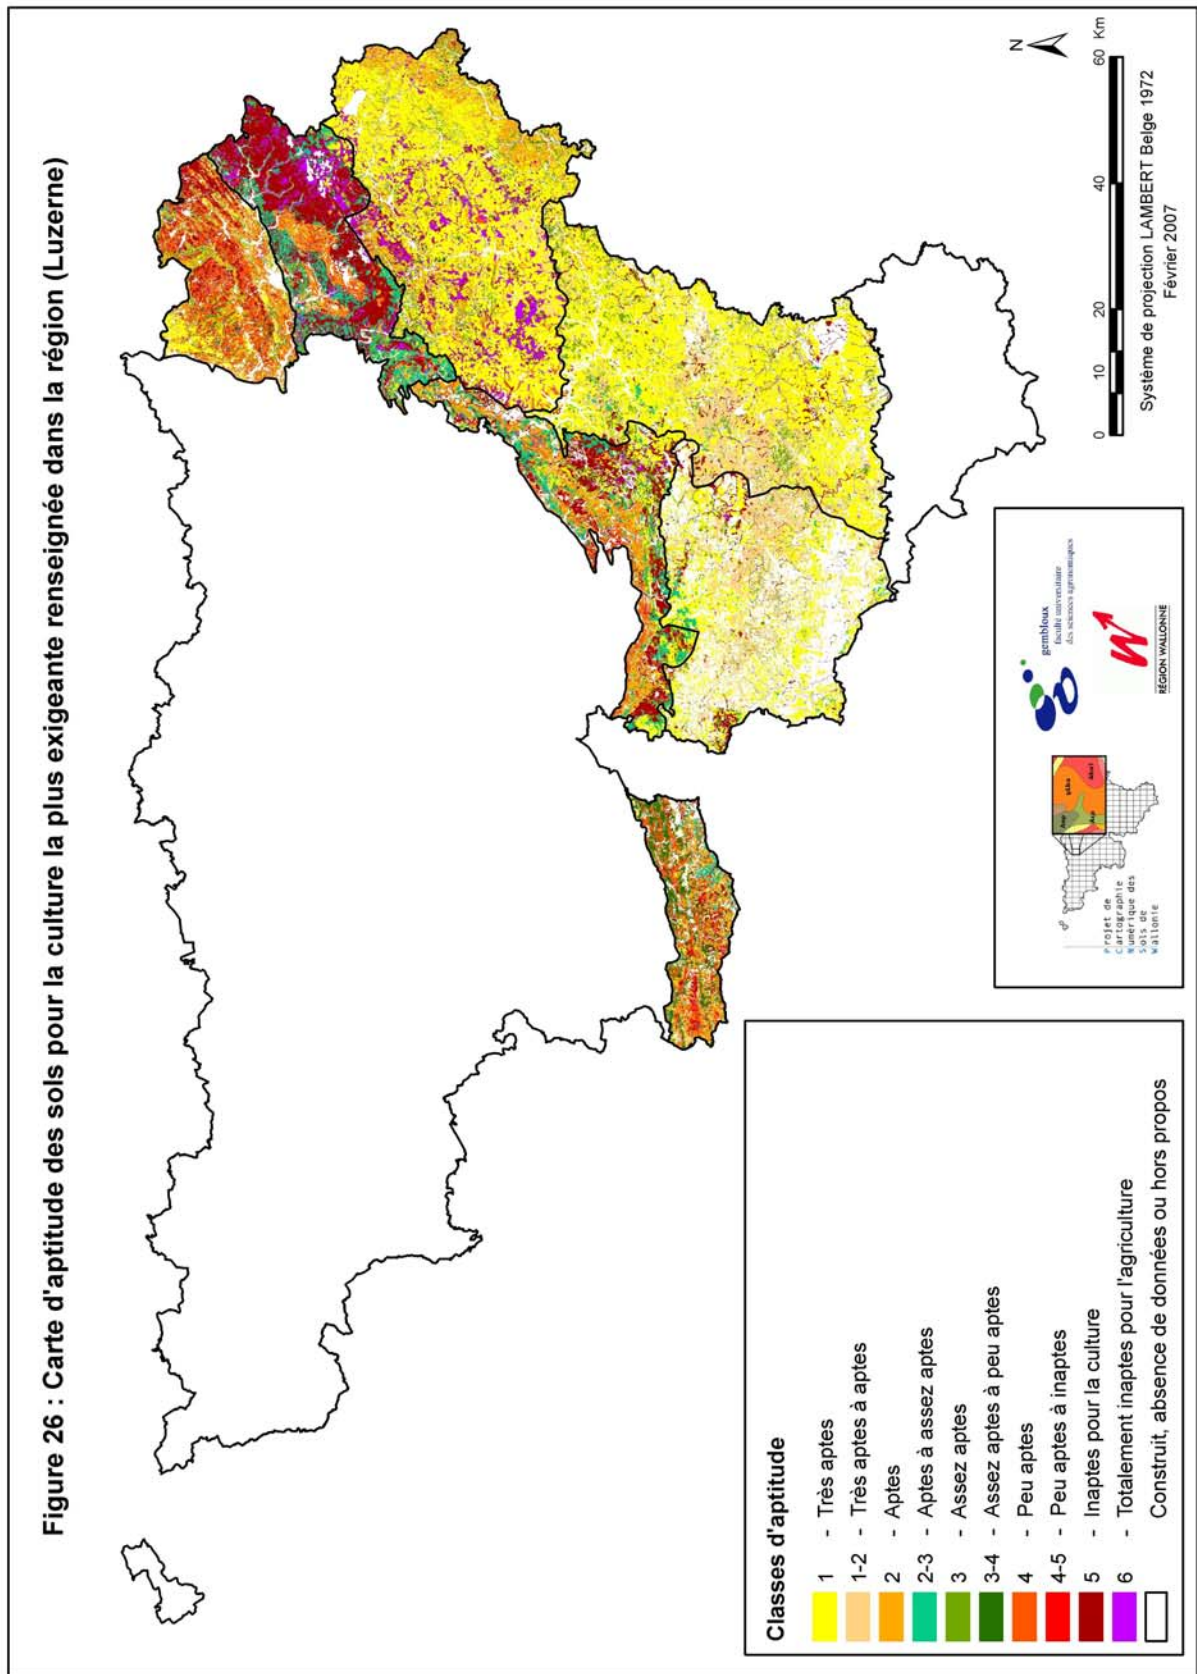 Figure 26 : Carte d'aptitude des sols pour la culture la plus exigeante renseignée dans la région (Luzerne)
N
0 10 20 40 60 Km
Système de projection LAMBERT Belge 1972
Février 2007
Classes d'aptitude
1 - Très aptes
1-2 - Très aptes à aptes
2 - Aptes
2-3 - Aptes à assez aptes
3 - Assez aptes
3-4 - Assez aptes à peu aptes
4 - Peu aptes
4-5 - Peu aptes à inaptes
5 - Inaptes pour la culture
6 - Totalement inaptes pour l'agriculture
Construit, absence de données ou hors propos
Projet de
Cartographie
Numérique des
Sols de
Wallonie
gembloux
faculté universitaire
des sciences agronomiques
RÉGION WALLONNE